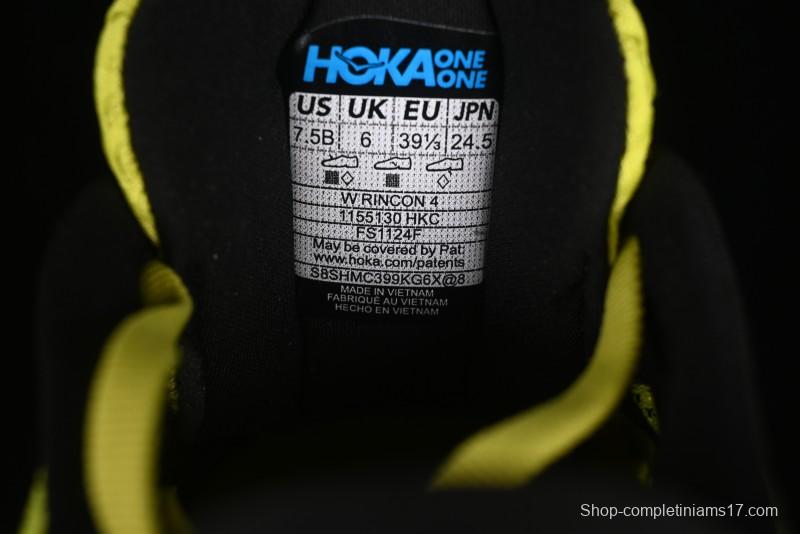 HOKA ONE ONE
US UK EU JPN
7.5B 6 39⅓ 24.5
W RINCON 4
1155130 HKC
FS1124F
May be covered by Pat.
www.hoka.com/patents
S8SHMC399KG6X@8
MADE IN VIETNAM
FABRIQUÉ AU VIETNAM
HECHO EN VIETNAM
Shop-completiniams17.com